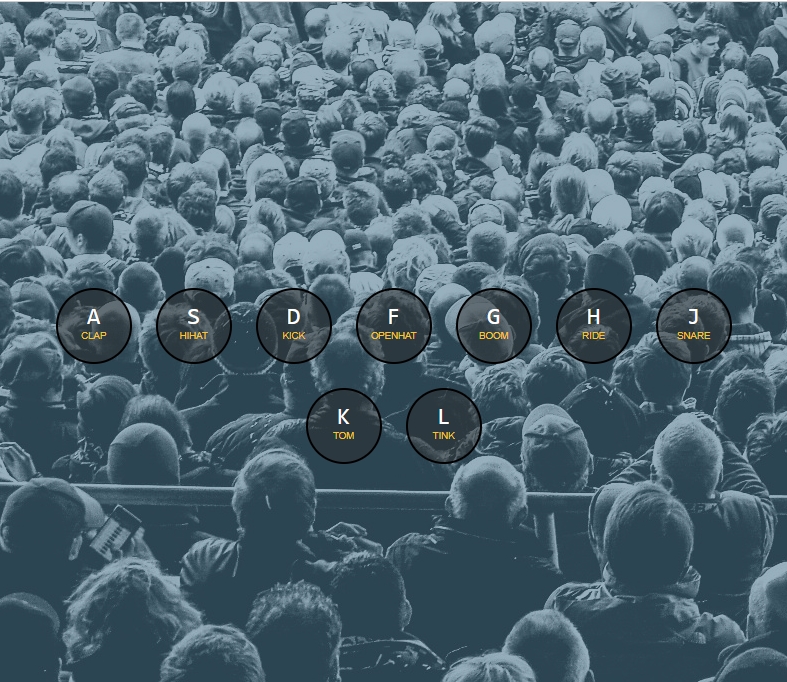 A
CLAP
S
HIHAT
D
KICK
F
OPENHAT
G
BOOM
H
RIDE
J
SNARE
K
TOM
L
TINK